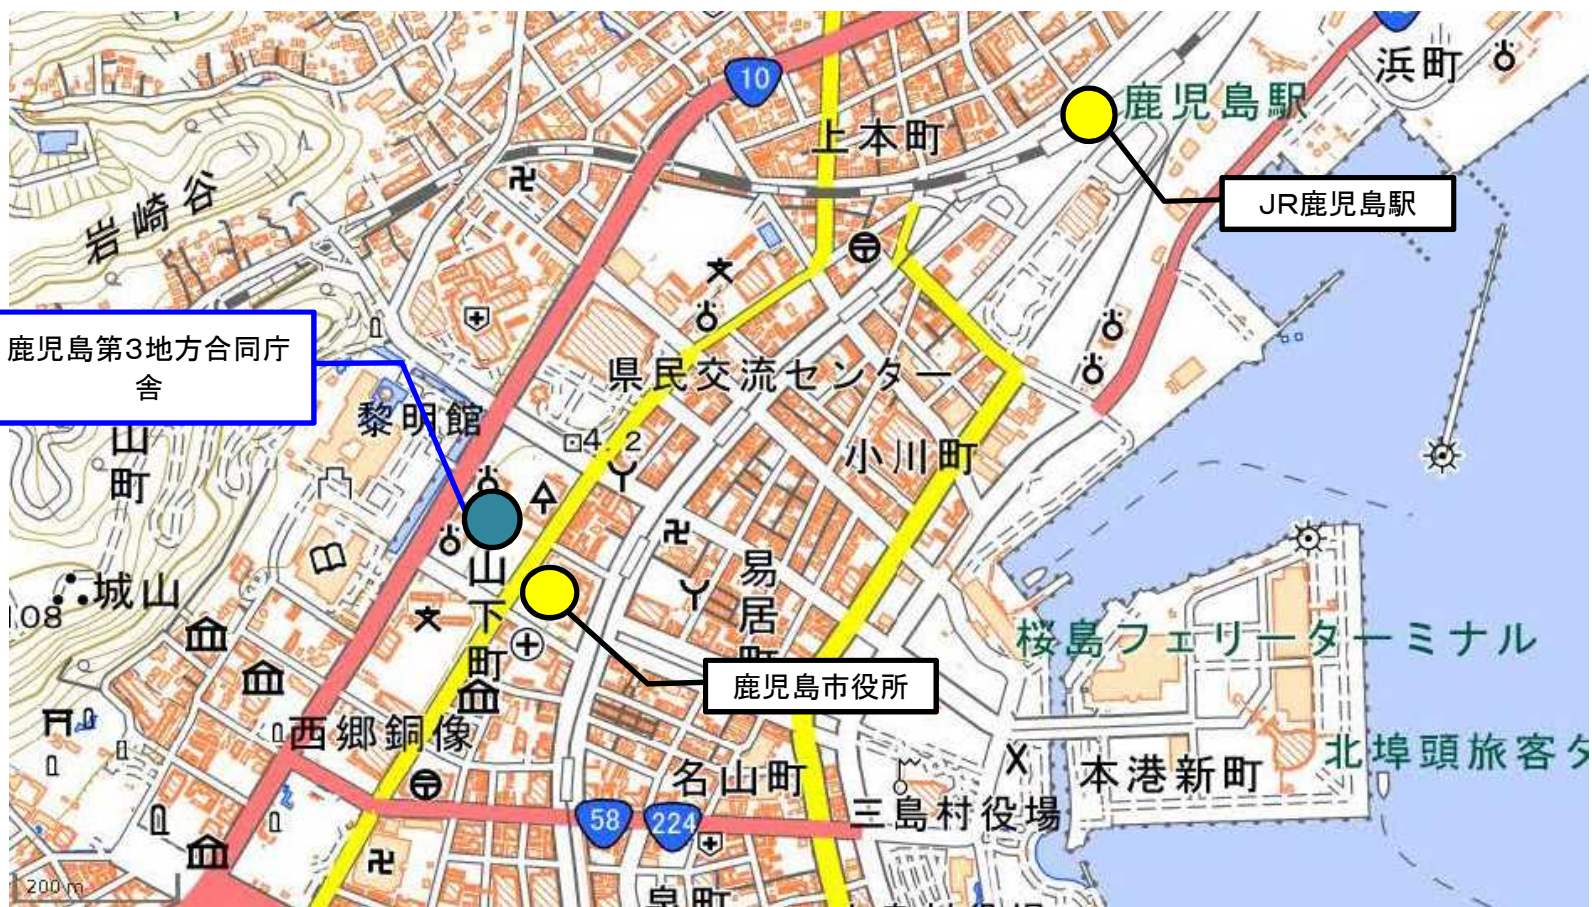 10
浜町
鹿児島駅
上本町
JR鹿児島駅
岩崎谷
鹿児島第3地方合同庁
舎
県民交流センター
黎明館
4.2
小川町
山町
城山
108
山下町
易居町
鹿児島市役所
桜島フェリーターミナル
西郷銅像
名山町
本港新町
北埠頭旅客タ
58
224
三島村役場
200m
泉町